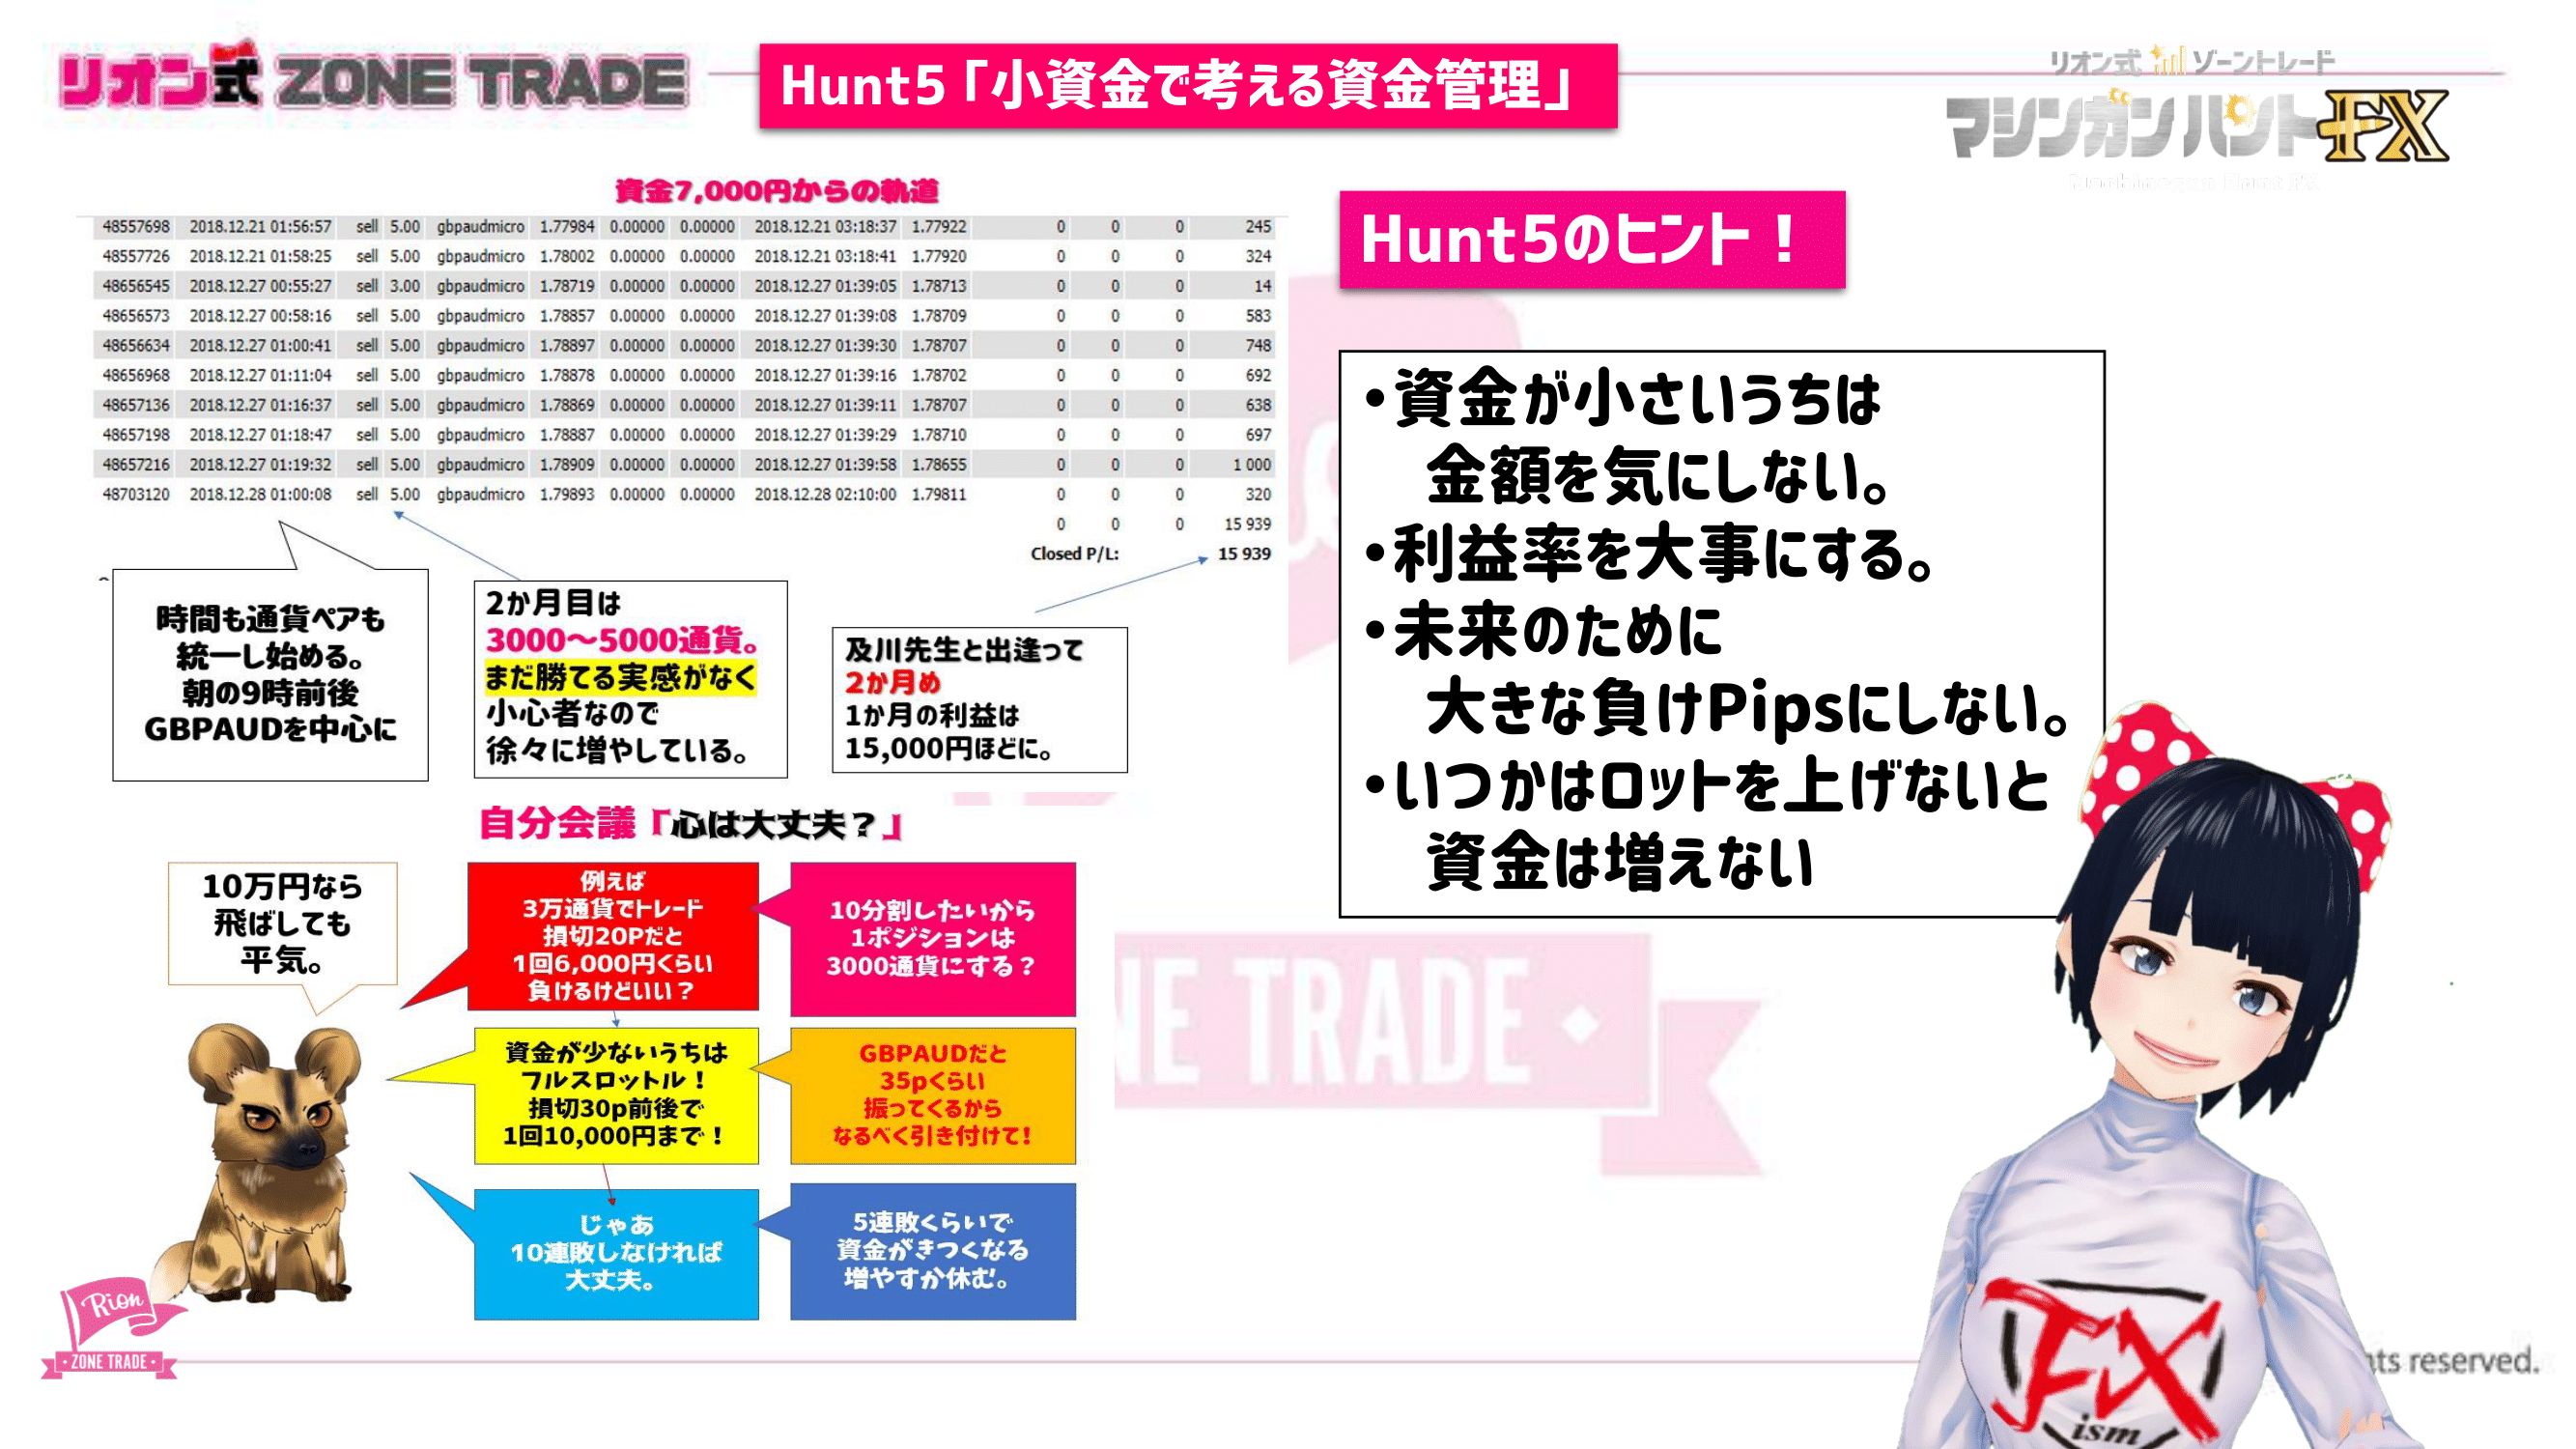 リオン式 ZONE TRADE
Hunt5「小資金で考える資金管理」
リオン式 ゾーントレード
マシンガンハントFX
資金7,000円からの軌道
48557698 2018.12.21 01:56:57 sell 5.00 gbpaudmicro 1.77984 0.00000 0.00000 2018.12.21 03:18:37 1.77922 0 0 0 245
48557726 2018.12.21 01:58:25 sell 5.00 gbpaudmicro 1.78002 0.00000 0.00000 2018.12.21 03:18:41 1.77920 0 0 0 324
48656545 2018.12.27 00:55:27 sell 3.00 gbpaudmicro 1.78719 0.00000 0.00000 2018.12.27 01:39:05 1.78713 0 0 0 14
48656573 2018.12.27 00:58:16 sell 5.00 gbpaudmicro 1.78857 0.00000 0.00000 2018.12.27 01:39:08 1.78709 0 0 0 583
48656634 2018.12.27 01:00:41 sell 5.00 gbpaudmicro 1.78897 0.00000 0.00000 2018.12.27 01:39:30 1.78707 0 0 0 748
48656968 2018.12.27 01:11:04 sell 5.00 gbpaudmicro 1.78878 0.00000 0.00000 2018.12.27 01:39:16 1.78702 0 0 0 692
48657136 2018.12.27 01:16:37 sell 5.00 gbpaudmicro 1.78869 0.00000 0.00000 2018.12.27 01:39:11 1.78707 0 0 0 638
48657198 2018.12.27 01:18:47 sell 5.00 gbpaudmicro 1.78887 0.00000 0.00000 2018.12.27 01:39:29 1.78710 0 0 0 697
48657216 2018.12.27 01:19:32 sell 5.00 gbpaudmicro 1.78909 0.00000 0.00000 2018.12.27 01:39:58 1.78655 0 0 0 1 000
48703120 2018.12.28 01:00:08 sell 5.00 gbpaudmicro 1.79893 0.00000 0.00000 2018.12.28 02:10:00 1.79811 0 0 0 320
0 0 0 15 939
Closed P/L: 15 939
時間も通貨ペアも
統一し始める。
朝の9時前後
GBPAUDを中心に
2か月目は
3000〜5000通貨。
まだ勝てる実感がなく
小心者なので
徐々に増やしている。
及川先生と出逢って
2か月め
1か月の利益は
15,000円ほどに。
自分会議「心は大丈夫？」
10万円なら
飛ばしても
平気。
例えば
3万通貨でトレード
損切20Pだと
1回6,000円くらい
負けるけどいい？
10分割したいから
1ポジションは
3000通貨にする？
資金が少ないうちは
フルスロットル！
損切30p前後で
1回10,000円まで！
GBPAUDだと
35pくらい
振ってくるから
なるべく引き付けて!
じゃあ
10連敗しなければ
大丈夫。
5連敗くらいで
資金がきつくなる
増やすか休む。
Rion
ZONE TRADE
Hunt5のヒント！
・資金が小さいうちは
金額を気にしない。
・利益率を大事にする。
・未来のために
大きな負けPipsにしない。
・いつかはロットを上げないと
資金は増えない
NE TRADE
FX
ism
reserved.